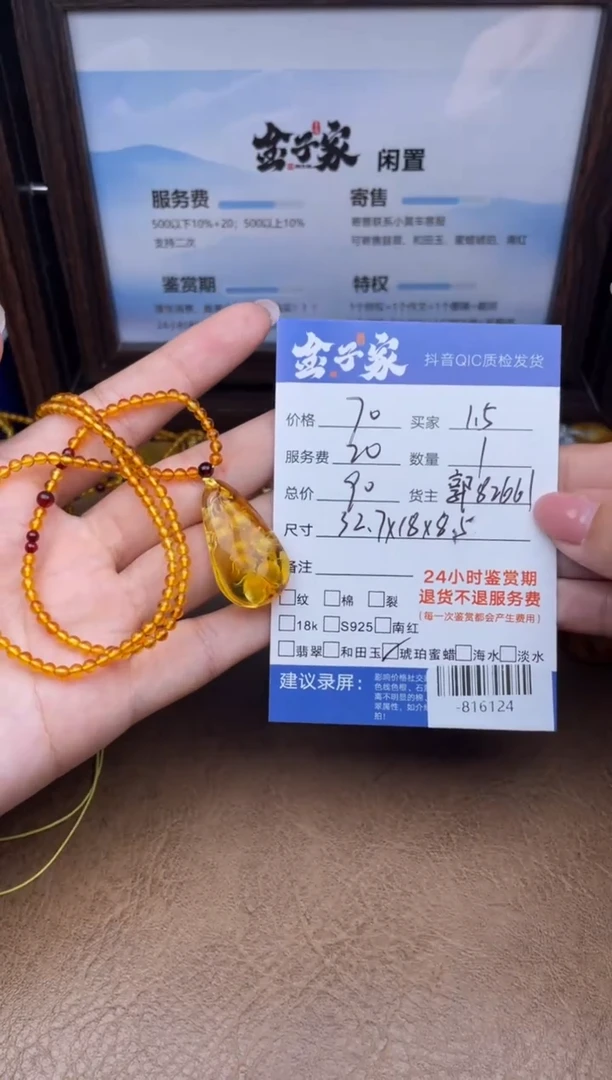 金子家 闲置
服务费
500以下10%+20；500以上10%
支持二次
寄售
鉴赏期
特权
金子家 抖音QIC质检发货
价格 70 买家 1.5
服务费 20 数量 1
总价 90 货主 郭82661
尺寸 32.7X18X8.5
备注
24小时鉴赏期
退货不退服务费
(每一次鉴赏都会产生费用)
纹 棉 裂
18k S925 南红
翡翠 和田玉 琥珀蜜蜡 海水 淡水
建议录屏：
-816124